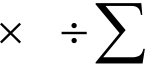 × ÷ ∑